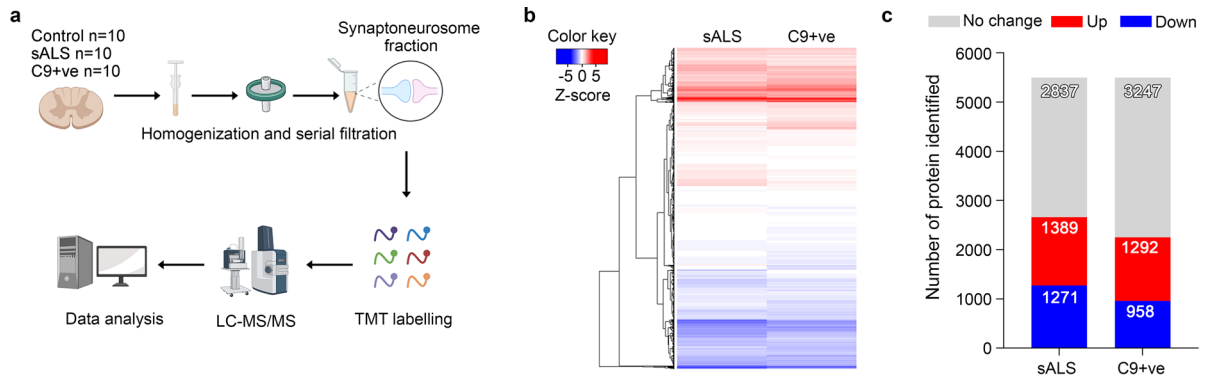 a
Control n=10
sALS n=10
C9+ve n=10
Synaptoneurosome
fraction
Homogenization and serial filtration
Data analysis
LC-MS/MS
TMT labelling
b
Color key
-5 0 5
Z-score
sALS
C9+ve
c
No change
Up
Down
Number of protein identified
6000
5000
4000
3000
2000
1000
0
2837
1389
1271
3247
1292
958
sALS
C9+ve